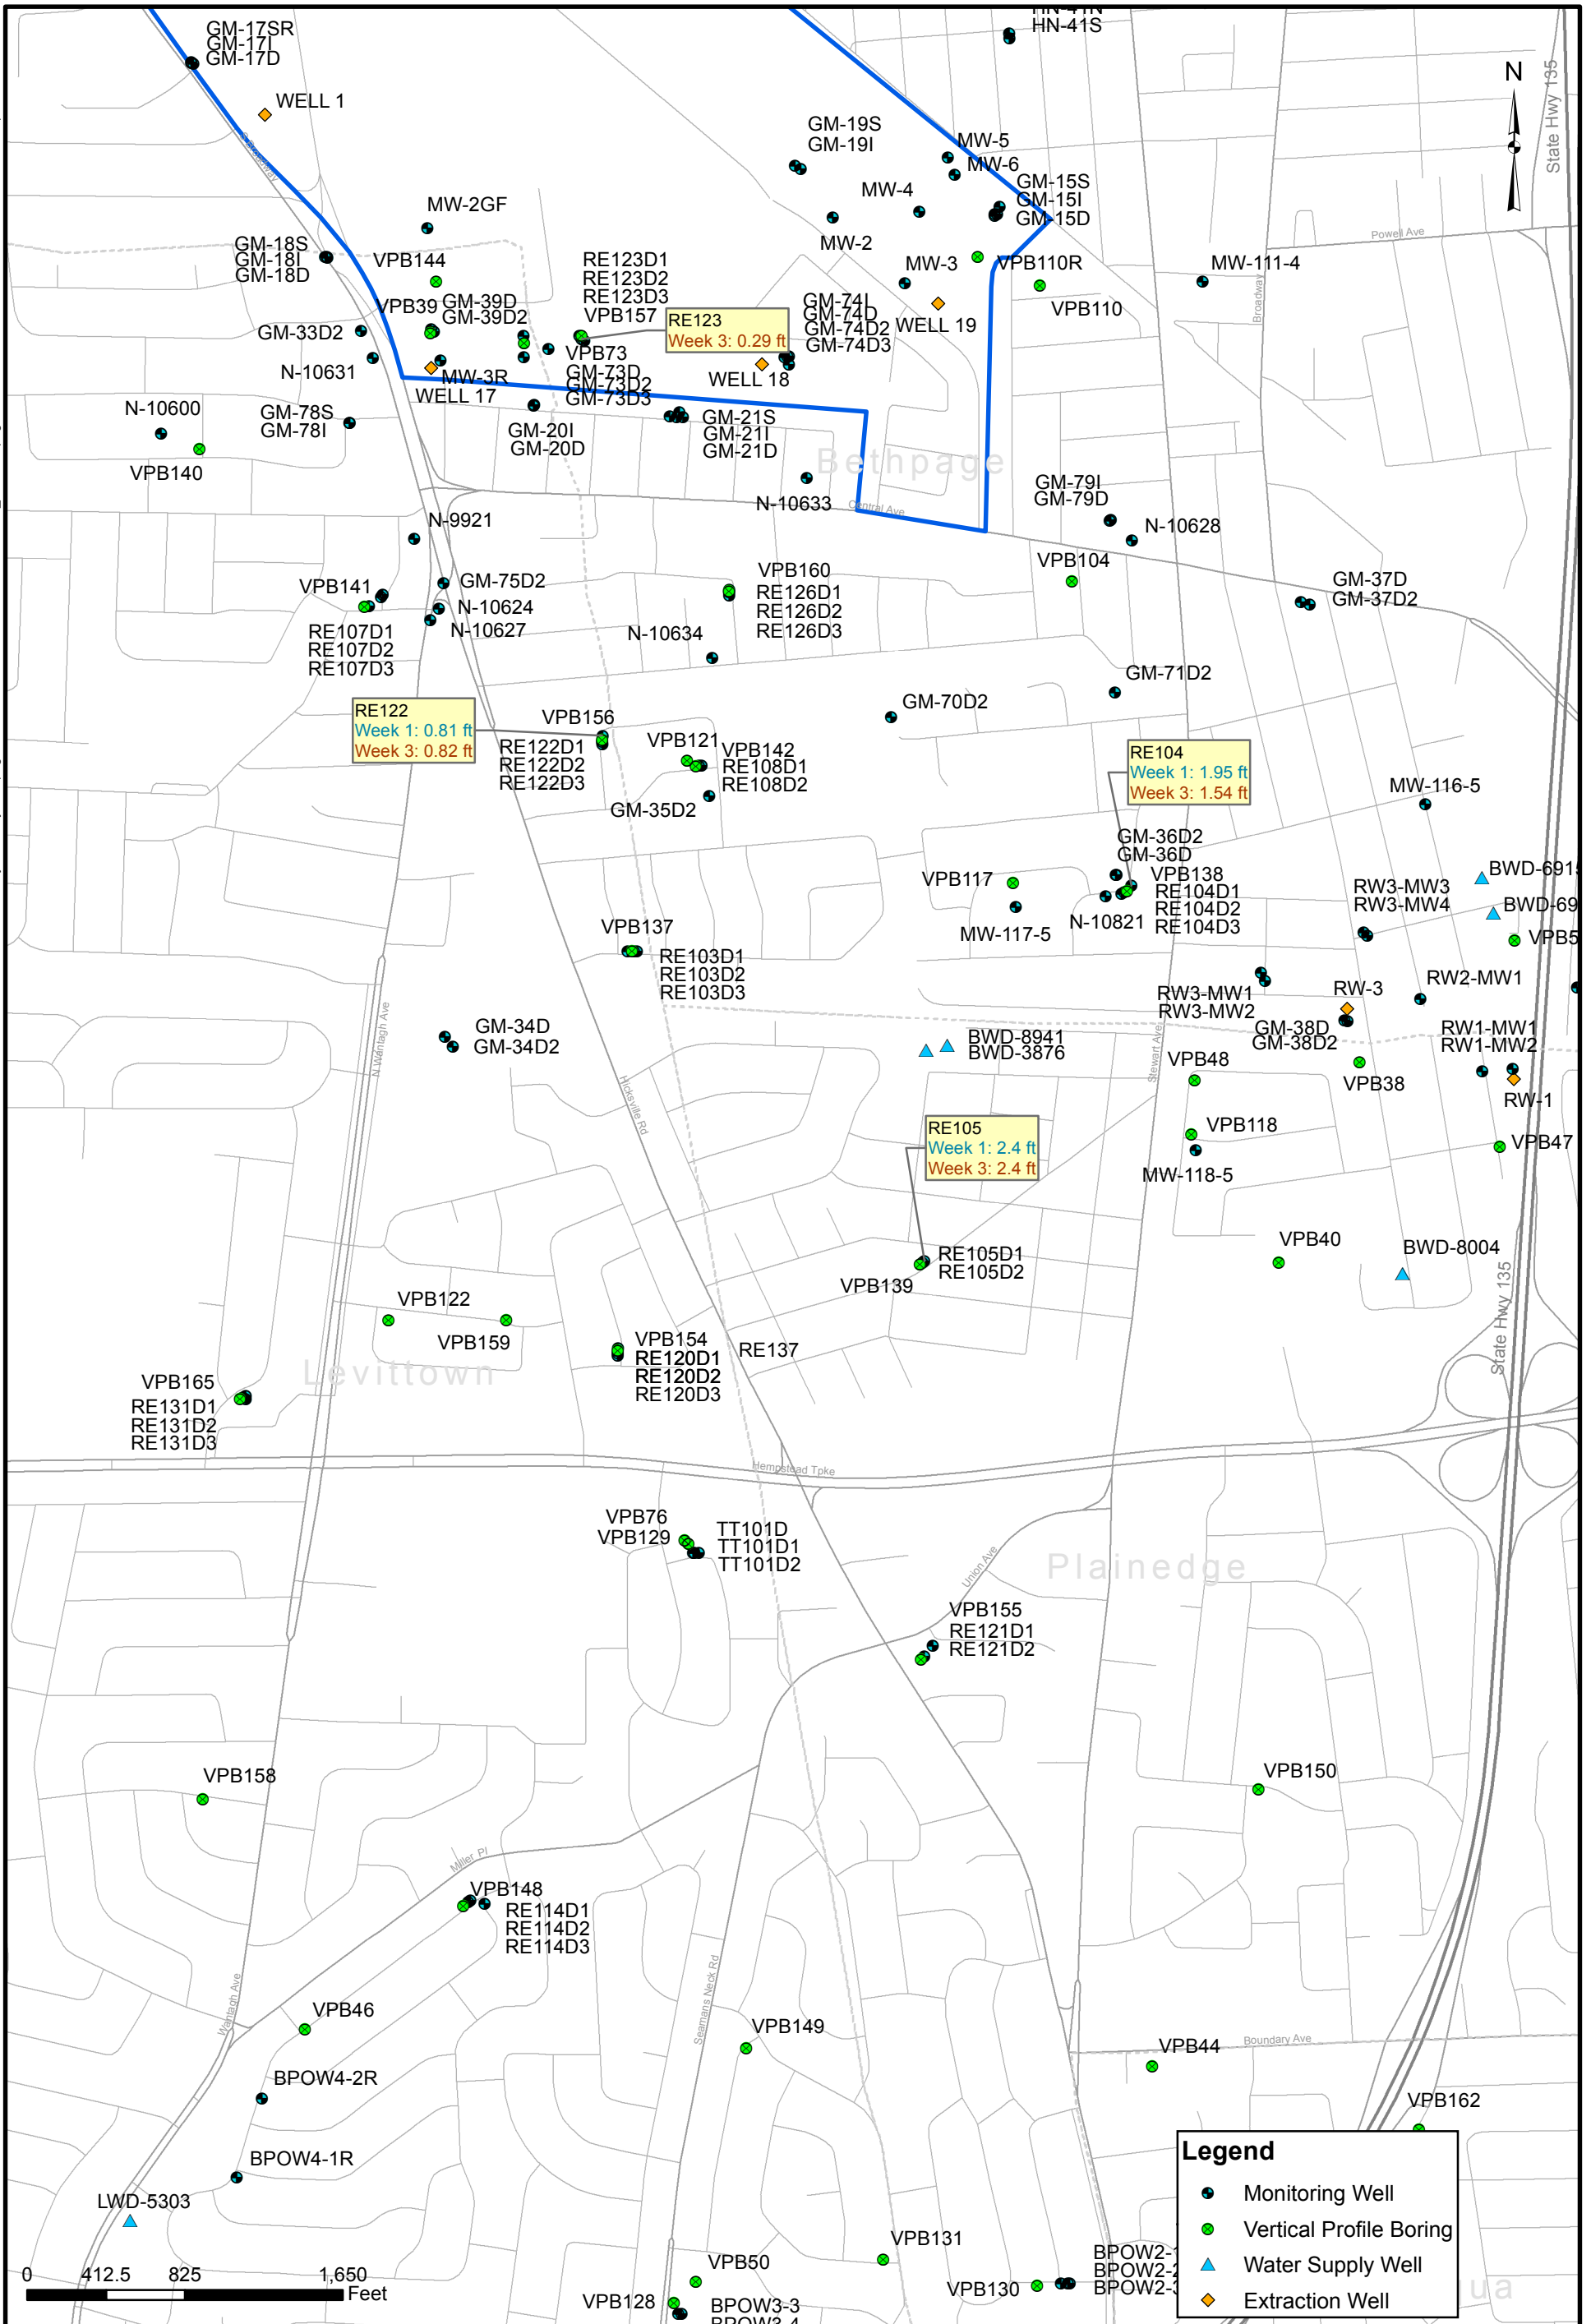 HN-41S
GM-17SR
GM-17I
GM-17D
WELL 1
S Broadway
N
State Hwy 135
GM-19S
GM-19I
MW-5
MW-6
MW-4
GM-15S
GM-15I
GM-15D
MW-2
MW-2GF
GM-18S
GM-18I
GM-18D
VPB144
RE123D1
RE123D2
RE123D3
VPB157
MW-3
VPB110R
VPB110
MW-111-4
Powell Ave
Broadway
VPB39
GM-39D
GM-39D2
RE123
Week 3: 0.29 ft
GM-74I
GM-74D
GM-74D2
GM-74D3
WELL 19
GM-33D2
N-10631
MW-3R
WELL 17
VPB73
GM-73D
GM-73D2
GM-73D3
WELL 18
N-10600
GM-78S
GM-78I
VPB140
GM-20I
GM-20D
GM-21S
GM-21I
GM-21D
Bethpage
N-10633
Central Ave
GM-79I
GM-79D
N-10628
N-9921
VPB104
GM-37D
GM-37D2
VPB141
GM-75D2
N-10624
N-10627
RE107D1
RE107D2
RE107D3
VPB160
RE126D1
RE126D2
RE126D3
N-10634
GM-71D2
GM-70D2
RE122
Week 1: 0.81 ft
Week 3: 0.82 ft
VPB156
RE122D1
RE122D2
RE122D3
VPB121
VPB142
RE108D1
RE108D2
GM-35D2
RE104
Week 1: 1.95 ft
Week 3: 1.54 ft
MW-116-5
GM-36D2
GM-36D
VPB138
RE104D1
RE104D2
RE104D3
VPB117
MW-117-5
N-10821
RW3-MW3
RW3-MW4
BWD-691
BWD-69
VPB5
VPB137
RE103D1
RE103D2
RE103D3
RW3-MW1
RW3-MW2
RW-3
RW2-MW1
GM-38D
GM-38D2
RW1-MW1
RW1-MW2
N Wantagh Ave
GM-34D
GM-34D2
BWD-8941
BWD-3876
Stewart Ave
VPB48
VPB38
RW-1
Hicksville Rd
RE105
Week 1: 2.4 ft
Week 3: 2.4 ft
VPB118
MW-118-5
VPB47
RE105D1
RE105D2
VPB139
VPB40
BWD-8004
State Hwy 135
VPB122
VPB159
VPB154
RE120D1
RE120D2
RE120D3
RE137
Levittown
VPB165
RE131D1
RE131D2
RE131D3
Hempstead Tpke
VPB76
VPB129
TT101D
TT101D1
TT101D2
Union Ave
Plainedge
VPB155
RE121D1
RE121D2
VPB158
VPB150
Miller Pl
VPB148
RE114D1
RE114D2
RE114D3
Wantagh Ave
Seamans Neck Rd
VPB46
VPB149
VPB44
Boundary Ave
BPOW4-2R
VPB162
BPOW4-1R
LWD-5303
VPB131
VPB50
VPB128
BPOW3-3
VPB130
BPOW2-
BPOW2-2
BPOW2-3
0 412.5 825 1,650
Feet
Legend
Monitoring Well
Vertical Profile Boring
Water Supply Well
Extraction Well
ua